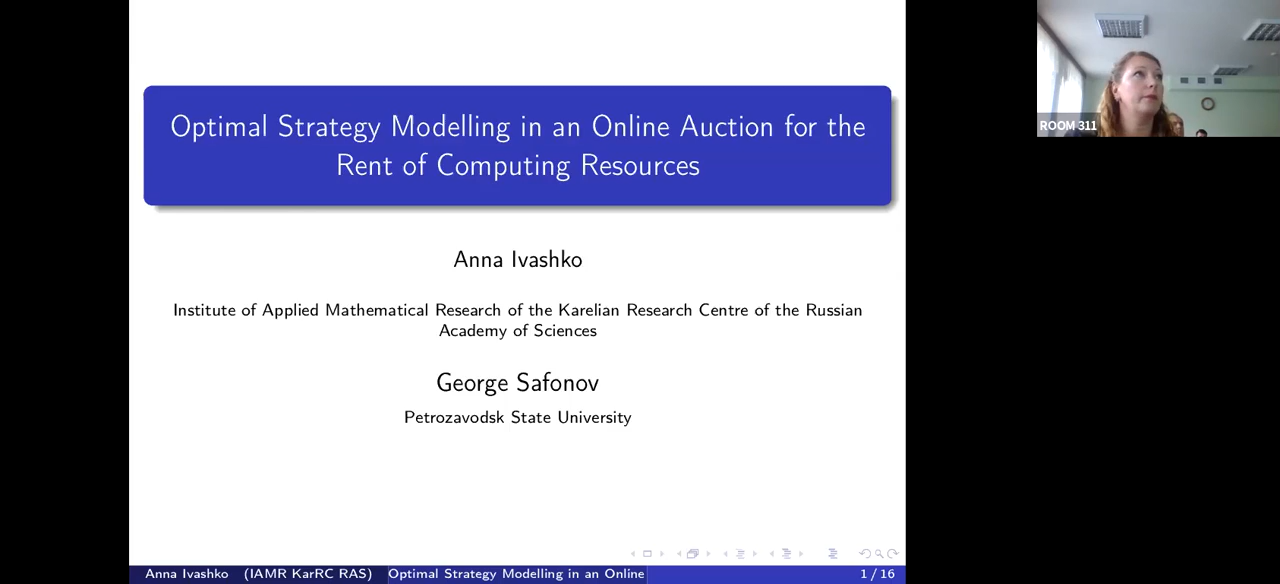 Optimal Strategy Modelling in an Online Auction for the
Rent of Computing Resources
ROOM 311
Anna Ivashko
Institute of Applied Mathematical Research of the Karelian Research Centre of the Russian
Academy of Sciences
George Safonov
Petrozavodsk State University
Anna Ivashko (IAMR KarRC RAS) Optimal Strategy Modelling in an Online 1 / 16